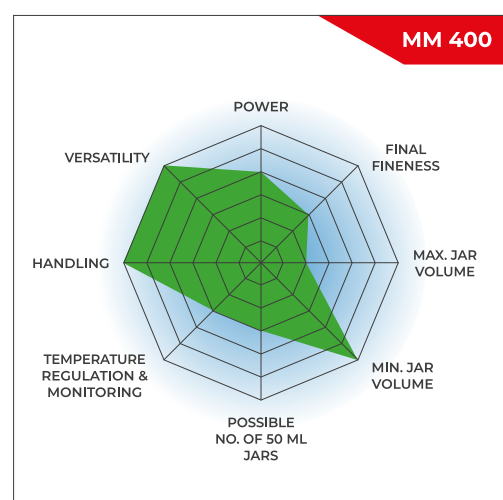 MM 400
POWER
VERSATILITY
FINAL
FINENESS
HANDLING
MAX. JAR
VOLUME
TEMPERATURE
REGULATION &
MONITORING
MIN. JAR
VOLUME
POSSIBLE
NO. OF 50 ML
JARS